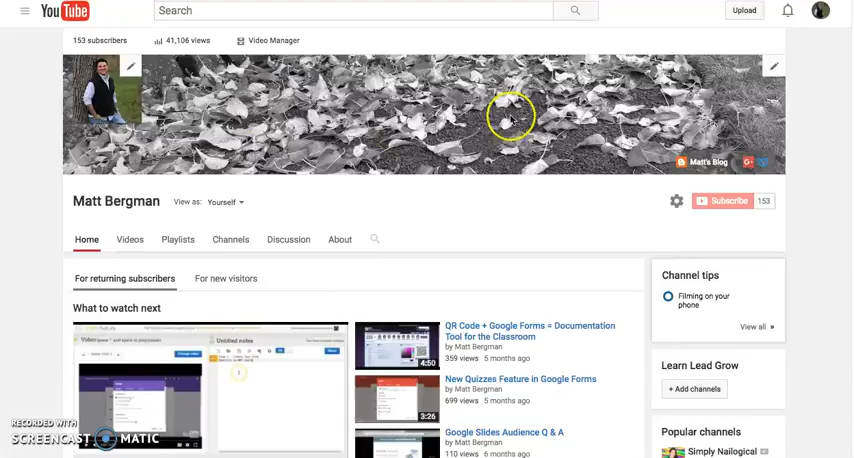 YouTube
Search
Upload
153 subscribers
41,106 views
Video Manager
Matt's Blog
Matt Bergman
View as: Yourself
Subscribe 153
Home Videos Playlists Channels Discussion About
For returning subscribers For new visitors
What to watch next
Video
Untitled notes
QR Code + Google Forms = Documentation
Tool for the Classroom
by Matt Bergman
359 views 5 months ago
4:50
New Quizzes Feature in Google Forms
by Matt Bergman
699 views 5 months ago
3:26
Google Slides Audience Q & A
by Matt Bergman
110 views 6 months ago
Channel tips
Filming on your
phone
View all »
Learn Lead Grow
+ Add channels
Popular channels
Simply Nailogical
RECORDED WITH
SCREENCAST MATIC